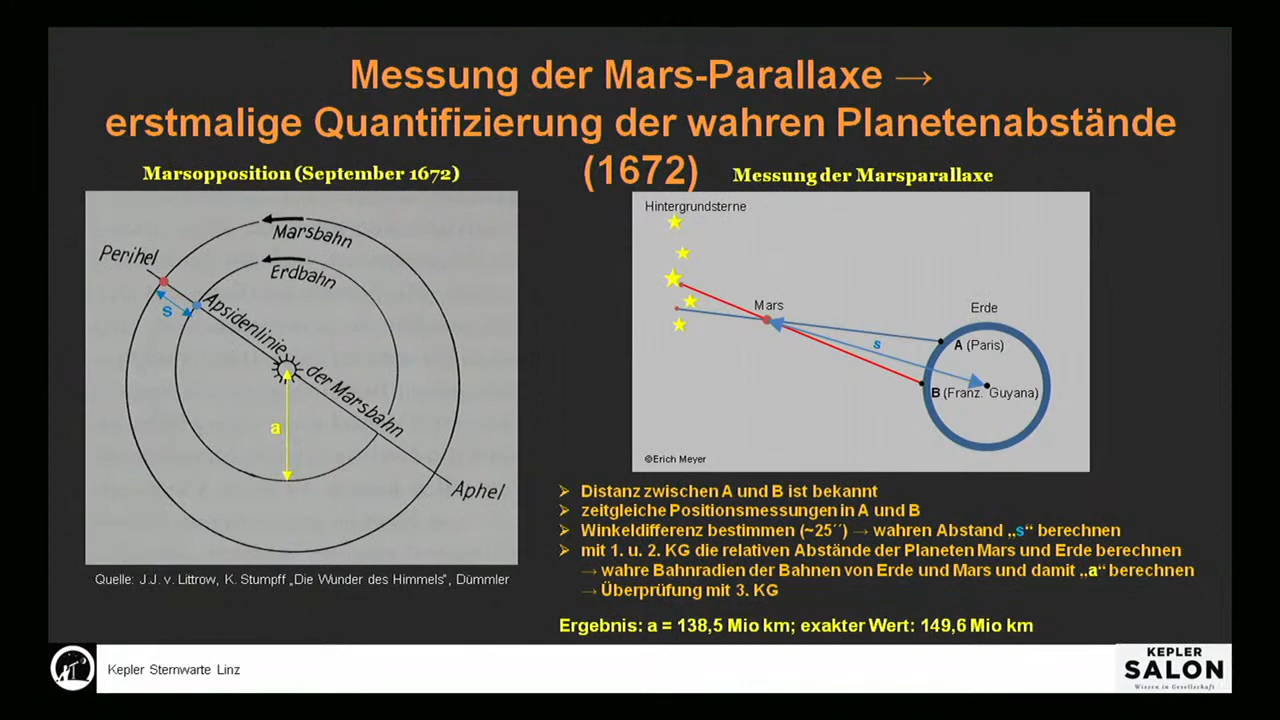 Messung der Mars-Parallaxe →
erstmalige Quantifizierung der wahren Planetenabstände
(1672)
Marsopposition (September 1672)
Marsbahn
Erdbahn
Perihel
s
Apsidenlinie
der Marsbahn
a
Aphel
Quelle: J.J. v. Littrow, K. Stumpff „Die Wunder des Himmels“, Dümmler
Messung der Marsparallaxe
Hintergrundsterne
Mars
Erde
s
A (Paris)
B (Franz. Guyana)
©Erich Meyer
➢ Distanz zwischen A und B ist bekannt
➢ zeitgleiche Positionsmessungen in A und B
➢ Winkeldifferenz bestimmen (~25´´) → wahren Abstand „s“ berechnen
➢ mit 1. u. 2. KG die relativen Abstände der Planeten Mars und Erde berechnen
→ wahre Bahnradien der Bahnen von Erde und Mars und damit „a“ berechnen
→ Überprüfung mit 3. KG
Ergebnis: a = 138,5 Mio km; exakter Wert: 149,6 Mio km
Kepler Sternwarte Linz
KEPLER
SALON
Wissen in Gesellschaft